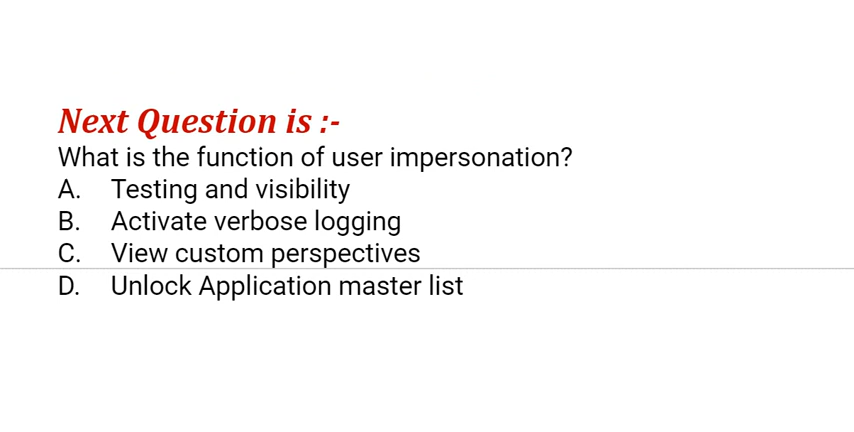 Next Question is :-
What is the function of user impersonation?
A. Testing and visibility
B. Activate verbose logging
C. View custom perspectives
D. Unlock Application master list